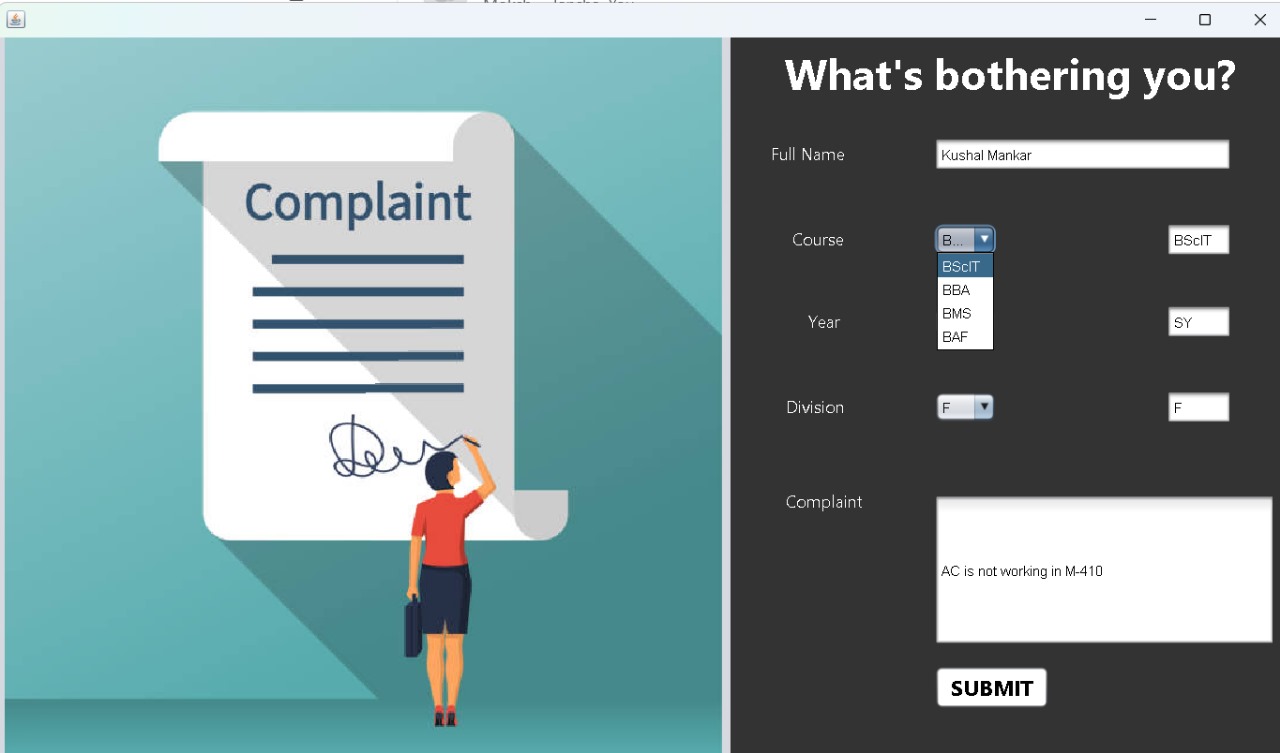 Complaint
What's bothering you?
Full Name
Kushal Mankar
Course
B...
BScIT
BScIT
BBA
BMS
BAF
Year
SY
Division
F
F
Complaint
AC is not working in M-410
SUBMIT